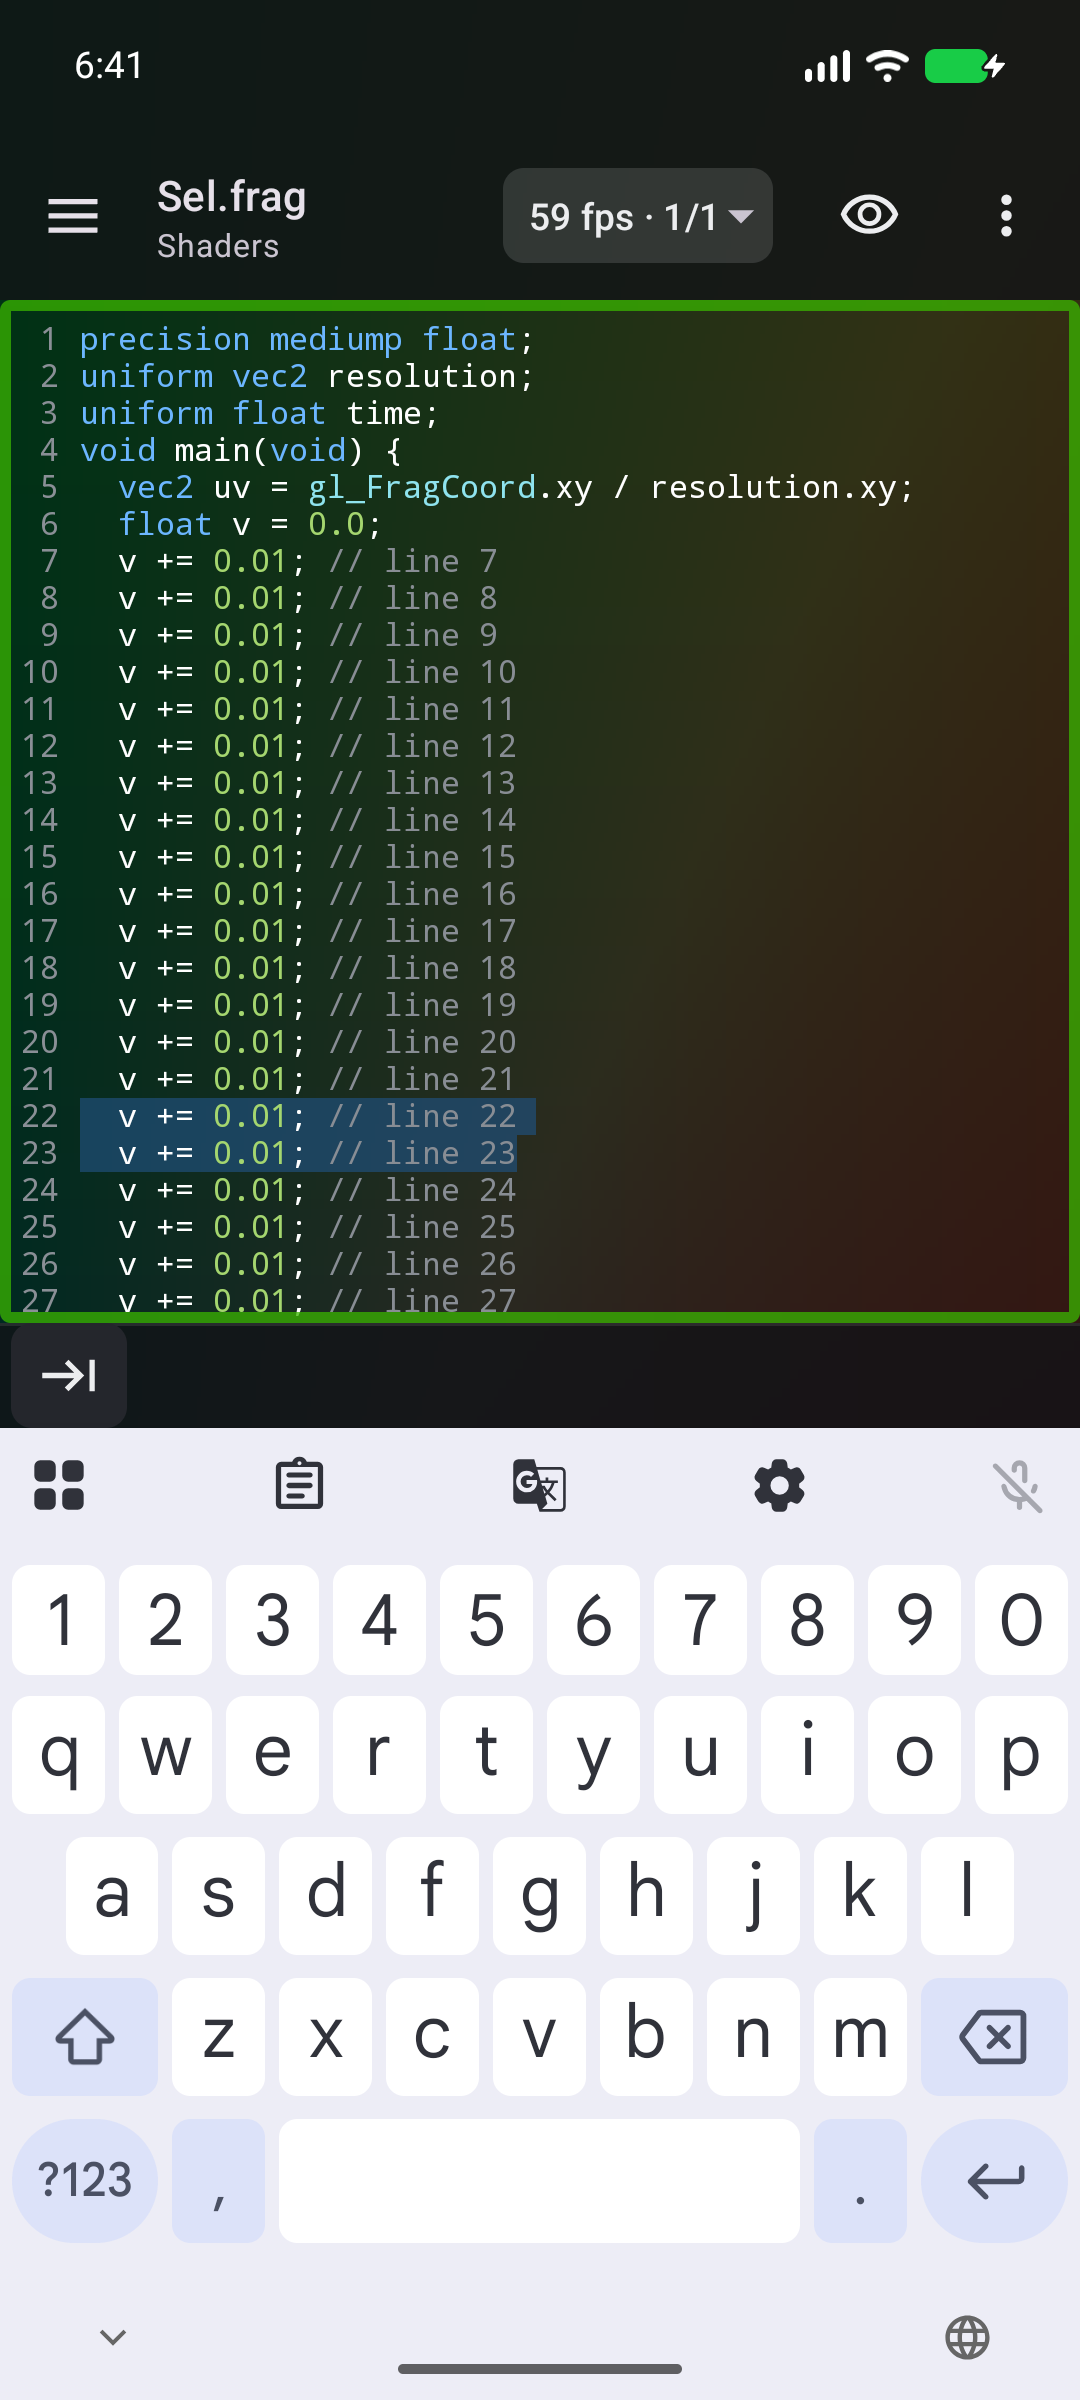 6:41
Sel.frag
Shaders
59 fps · 1/1
1 precision mediump float;
2 uniform vec2 resolution;
3 uniform float time;
4 void main(void) {
5   vec2 uv = gl_FragCoord.xy / resolution.xy;
6   float v = 0.0;
7   v += 0.01; // line 7
8   v += 0.01; // line 8
9   v += 0.01; // line 9
10   v += 0.01; // line 10
11   v += 0.01; // line 11
12   v += 0.01; // line 12
13   v += 0.01; // line 13
14   v += 0.01; // line 14
15   v += 0.01; // line 15
16   v += 0.01; // line 16
17   v += 0.01; // line 17
18   v += 0.01; // line 18
19   v += 0.01; // line 19
20   v += 0.01; // line 20
21   v += 0.01; // line 21
22   v += 0.01; // line 22
23   v += 0.01; // line 23
24   v += 0.01; // line 24
25   v += 0.01; // line 25
26   v += 0.01; // line 26
27   v += 0.01; // line 27
G 文
1 2 3 4 5 6 7 8 9 0
q w e r t y u i o p
a s d f g h j k l
z x c v b n m
?123 , .